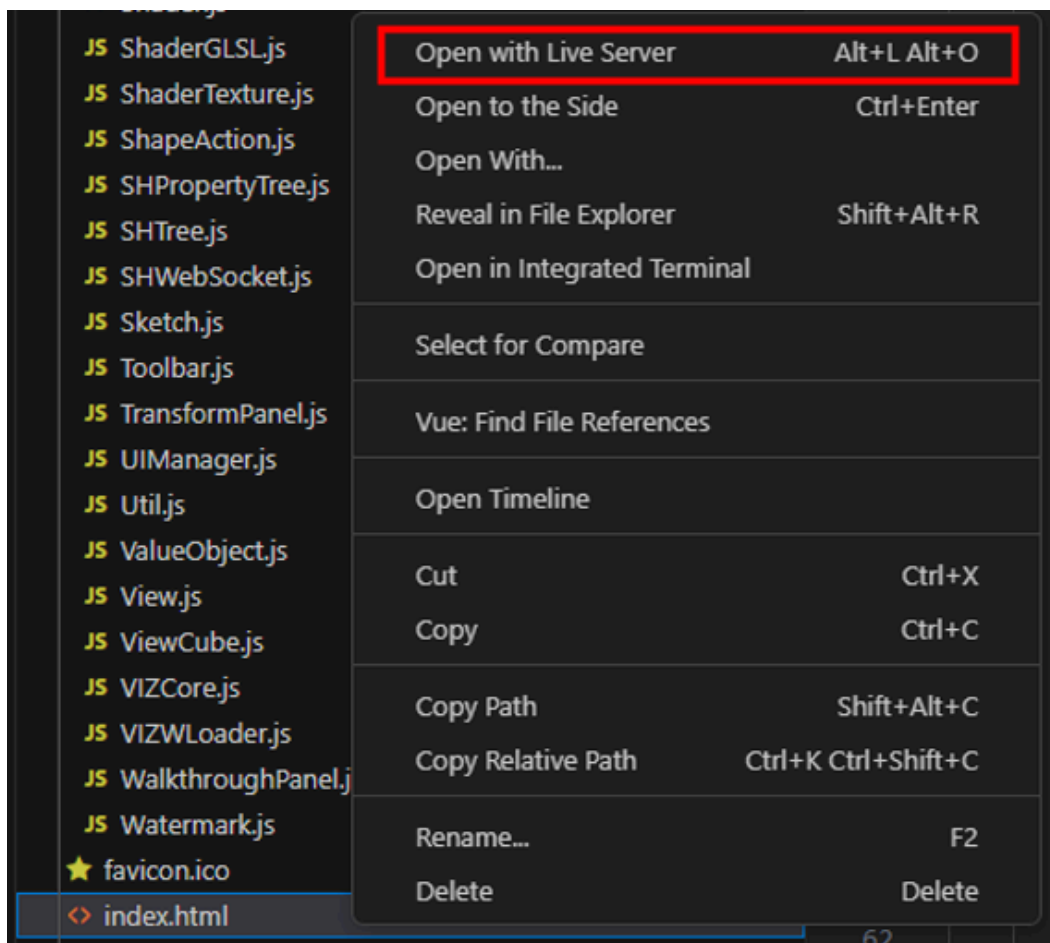 JS ShaderGLSL.js
JS ShaderTexture.js
JS ShapeAction.js
JS SHPropertyTree.js
JS SHTree.js
JS SHWebSocket.js
JS Sketch.js
JS Toolbar.js
JS TransformPanel.js
JS UIManager.js
JS Util.js
JS ValueObject.js
JS View.js
JS ViewCube.js
JS VIZCore.js
JS VIZWLoader.js
JS WalkthroughPanel.j
JS Watermark.js
favicon.ico
<> index.html
Open with Live Server Alt+L Alt+O
Open to the Side Ctrl+Enter
Open With...
Reveal in File Explorer Shift+Alt+R
Open in Integrated Terminal
Select for Compare
Vue: Find File References
Open Timeline
Cut Ctrl+X
Copy Ctrl+C
Copy Path Shift+Alt+C
Copy Relative Path Ctrl+K Ctrl+Shift+C
Rename... F2
Delete Delete
62